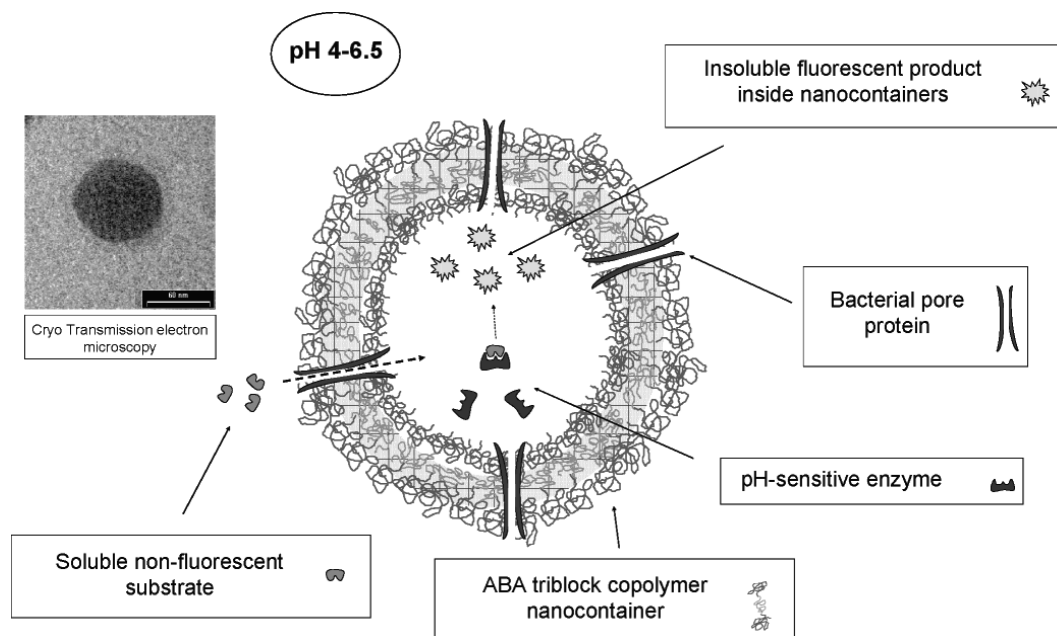 pH 4-6.5
Insoluble fluorescent product
inside nanocontainers
60 nm
Cryo Transmission electron
microscopy
Bacterial pore
protein
pH-sensitive enzyme
Soluble non-fluorescent
substrate
ABA triblock copolymer
nanocontainer